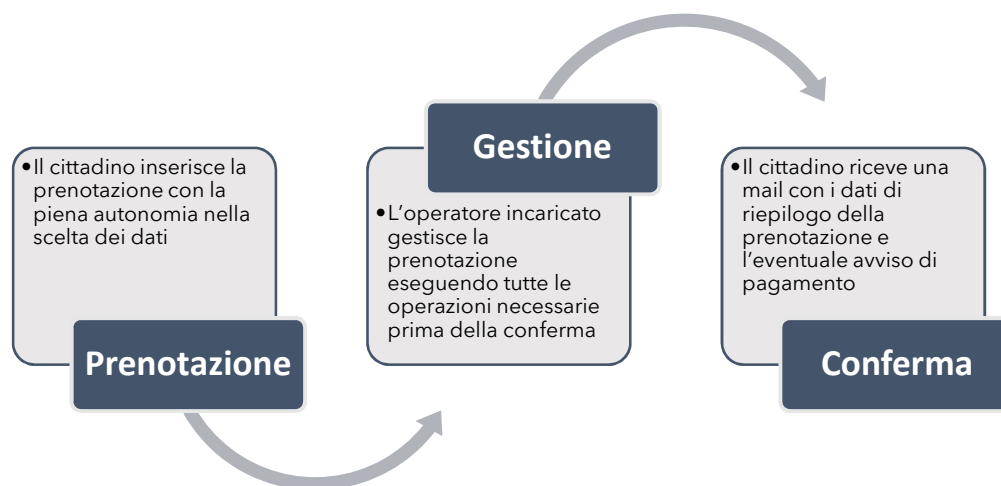 •Il cittadino inserisce la
prenotazione con la
piena autonomia nella
scelta dei dati
Prenotazione
Gestione
•L’operatore incaricato
gestisce la
prenotazione
eseguendo tutte le
operazioni necessarie
prima della conferma
•Il cittadino riceve una
mail con i dati di
riepilogo della
prenotazione e
l’eventuale avviso di
pagamento
Conferma